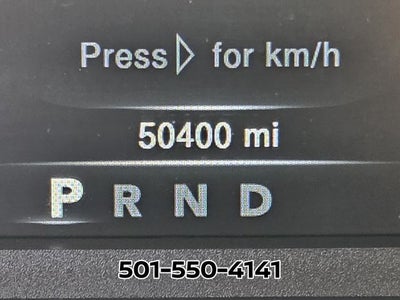 Press ▷ for km/h
50400 mi
P R N D
501-550-4141